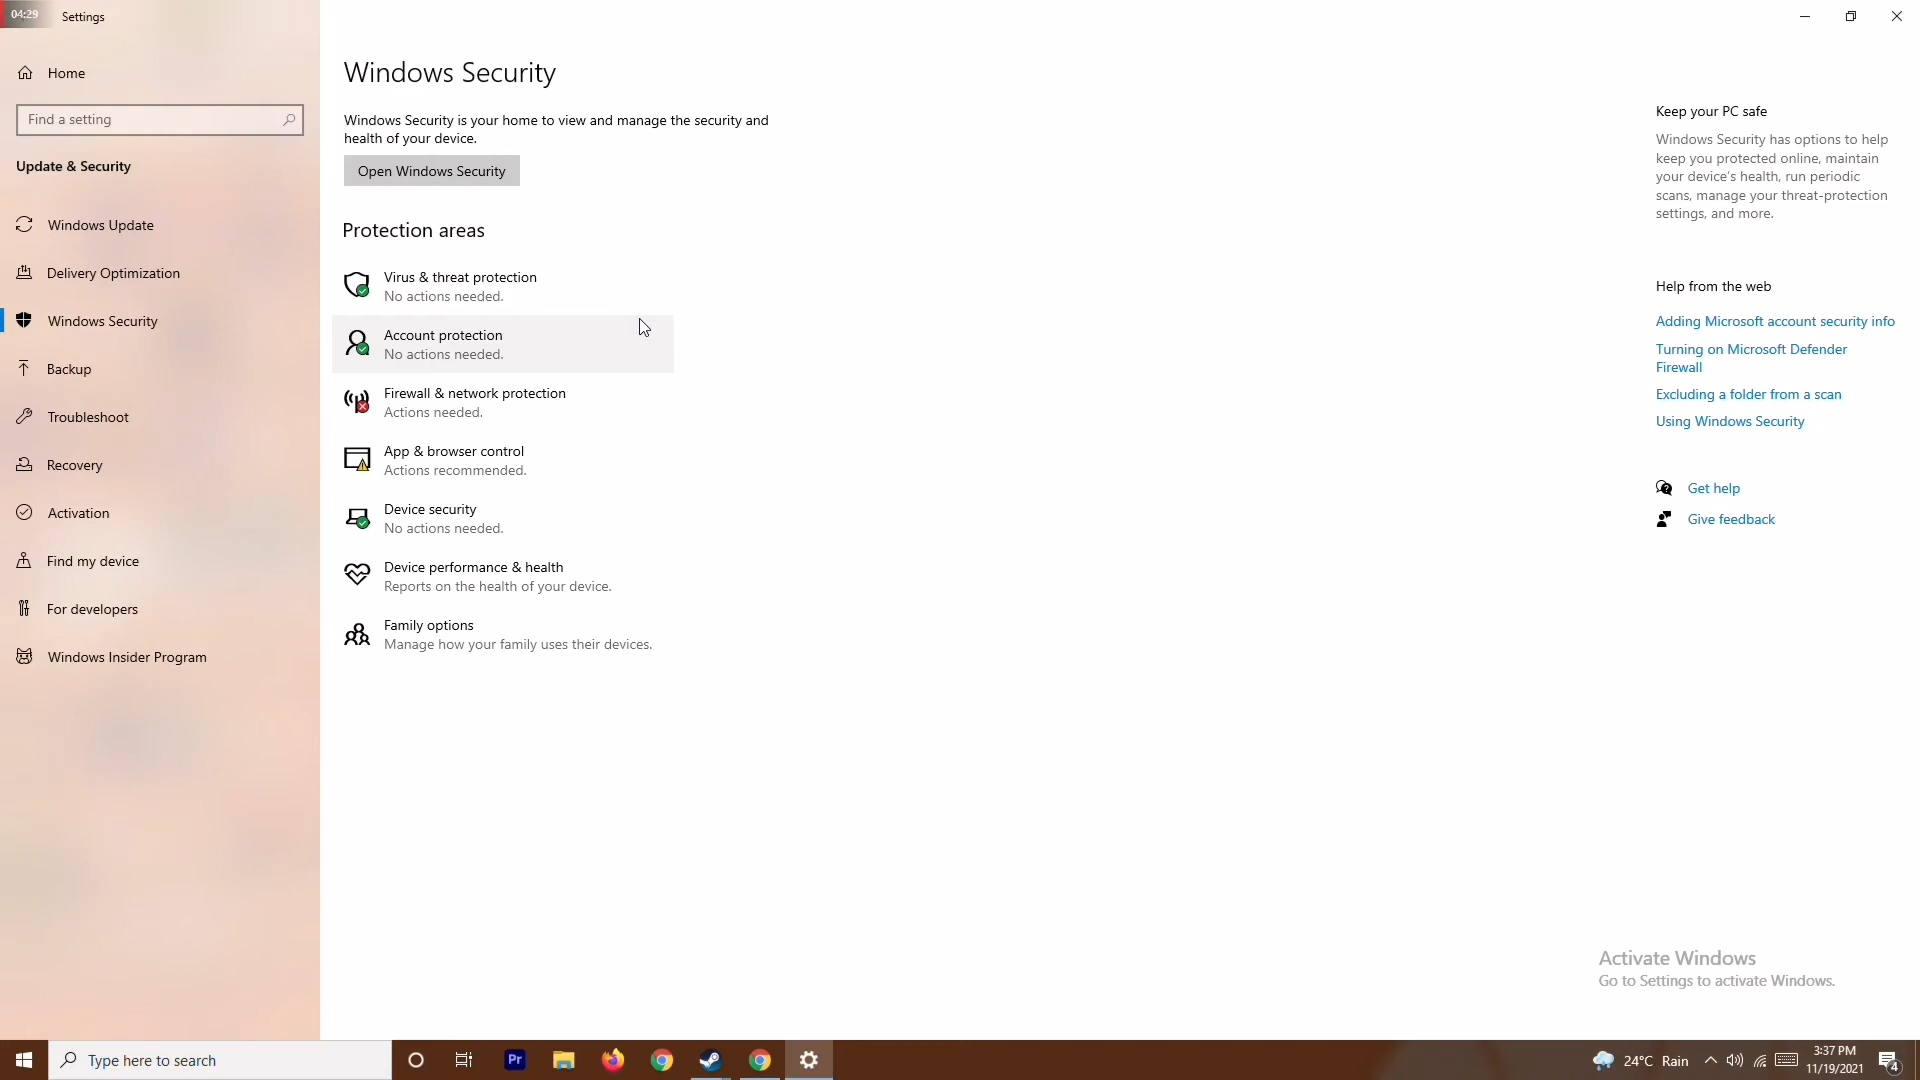 04:29
Settings
Home
Find a setting
Update & Security
Windows Update
Delivery Optimization
Windows Security
Backup
Troubleshoot
Recovery
Activation
Find my device
For developers
Windows Insider Program
Windows Security
Windows Security is your home to view and manage the security and
health of your device.
Open Windows Security
Protection areas
Virus & threat protection
No actions needed.
Account protection
No actions needed.
Firewall & network protection
Actions needed.
App & browser control
Actions recommended.
Device security
No actions needed.
Device performance & health
Reports on the health of your device.
Family options
Manage how your family uses their devices.
Keep your PC safe
Windows Security has options to help
keep you protected online, maintain
your device's health, run periodic
scans, manage your threat-protection
settings, and more.
Help from the web
Adding Microsoft account security info
Turning on Microsoft Defender
Firewall
Excluding a folder from a scan
Using Windows Security
Get help
Give feedback
Activate Windows
Go to Settings to activate Windows.
Type here to search
Pr
24°C Rain
3:37 PM
11/19/2021
4